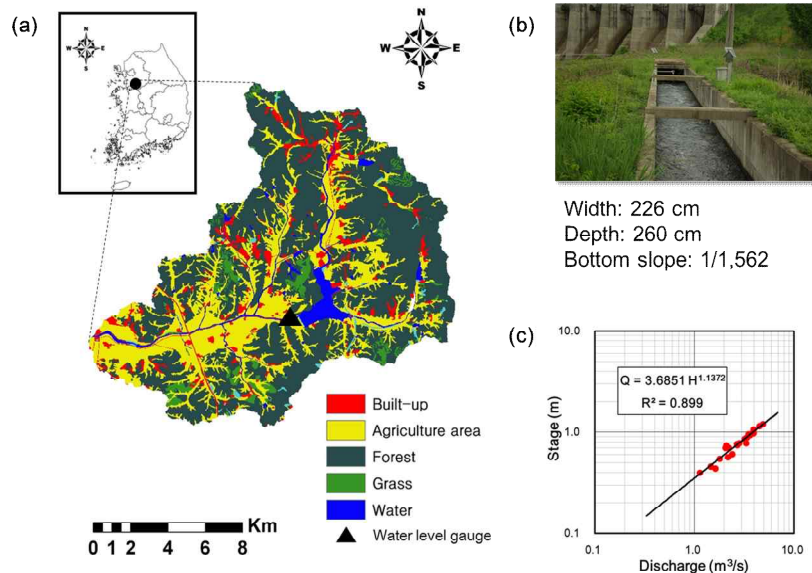 (a)
N
W E
S
N
W E
S
Built-up
Agriculture area
Forest
Grass
Water
Water level gauge
Km
0 1 2 4 6 8
(b)
Width: 226 cm
Depth: 260 cm
Bottom slope: 1/1,562
(c)
Q = 3.6851 H^1.1372
R² = 0.899
Stage (m)
10.0
1.0
0.1
0.1 1.0 10.0
Discharge (m³/s)